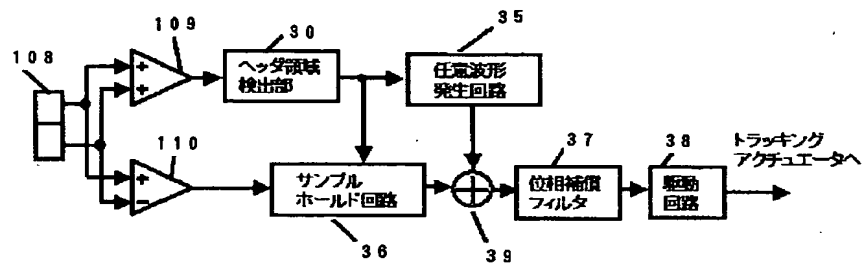 108
109
+
+
30
ヘッダ領域
検出部
35
任意波形
発生回路
110
+
−
サンプル
ホールド回路
36
39
37
位相補償
フィルタ
38
駆動
回路
トラッキング
アクチュエータへ